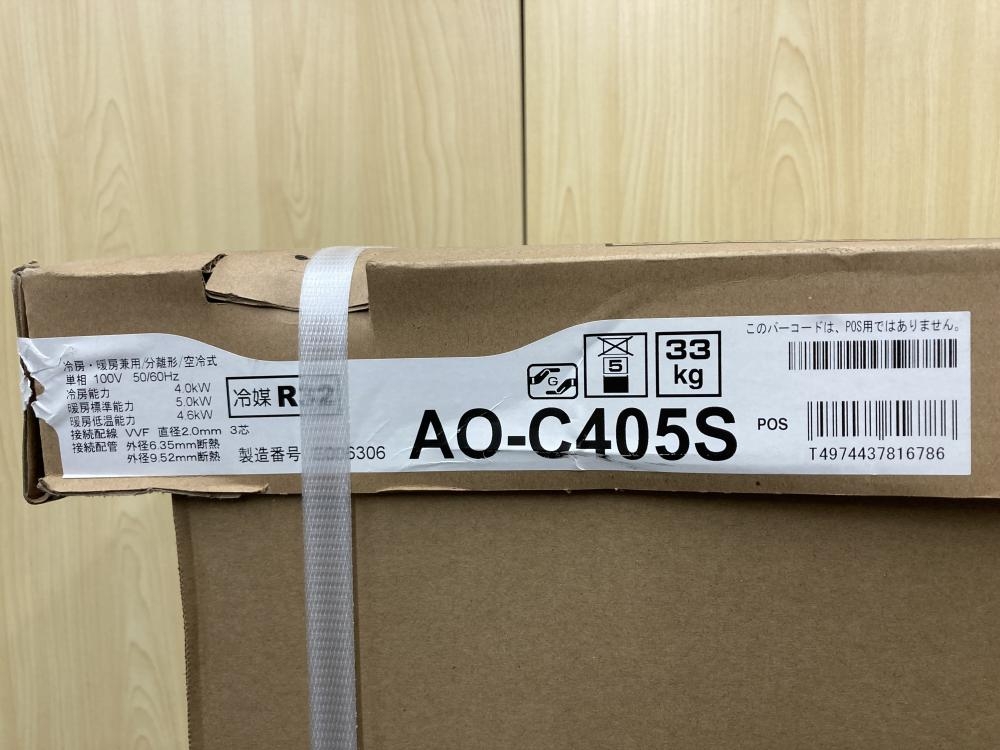 冷房・暖房兼用/分離形/空冷式
単相 100V 50/60Hz
冷房能力 4.0kW
暖房標準能力 5.0kW
暖房低温能力 4.6kW
接続配線 VVF 直径2.0mm 3芯
接続配管 外径6.35mm断熱
外径9.52mm断熱
冷媒 R32
製造番号 6306
G
5
33
kg
AO-C405S
このバーコードは、POS用ではありません。
POS
T4974437816786